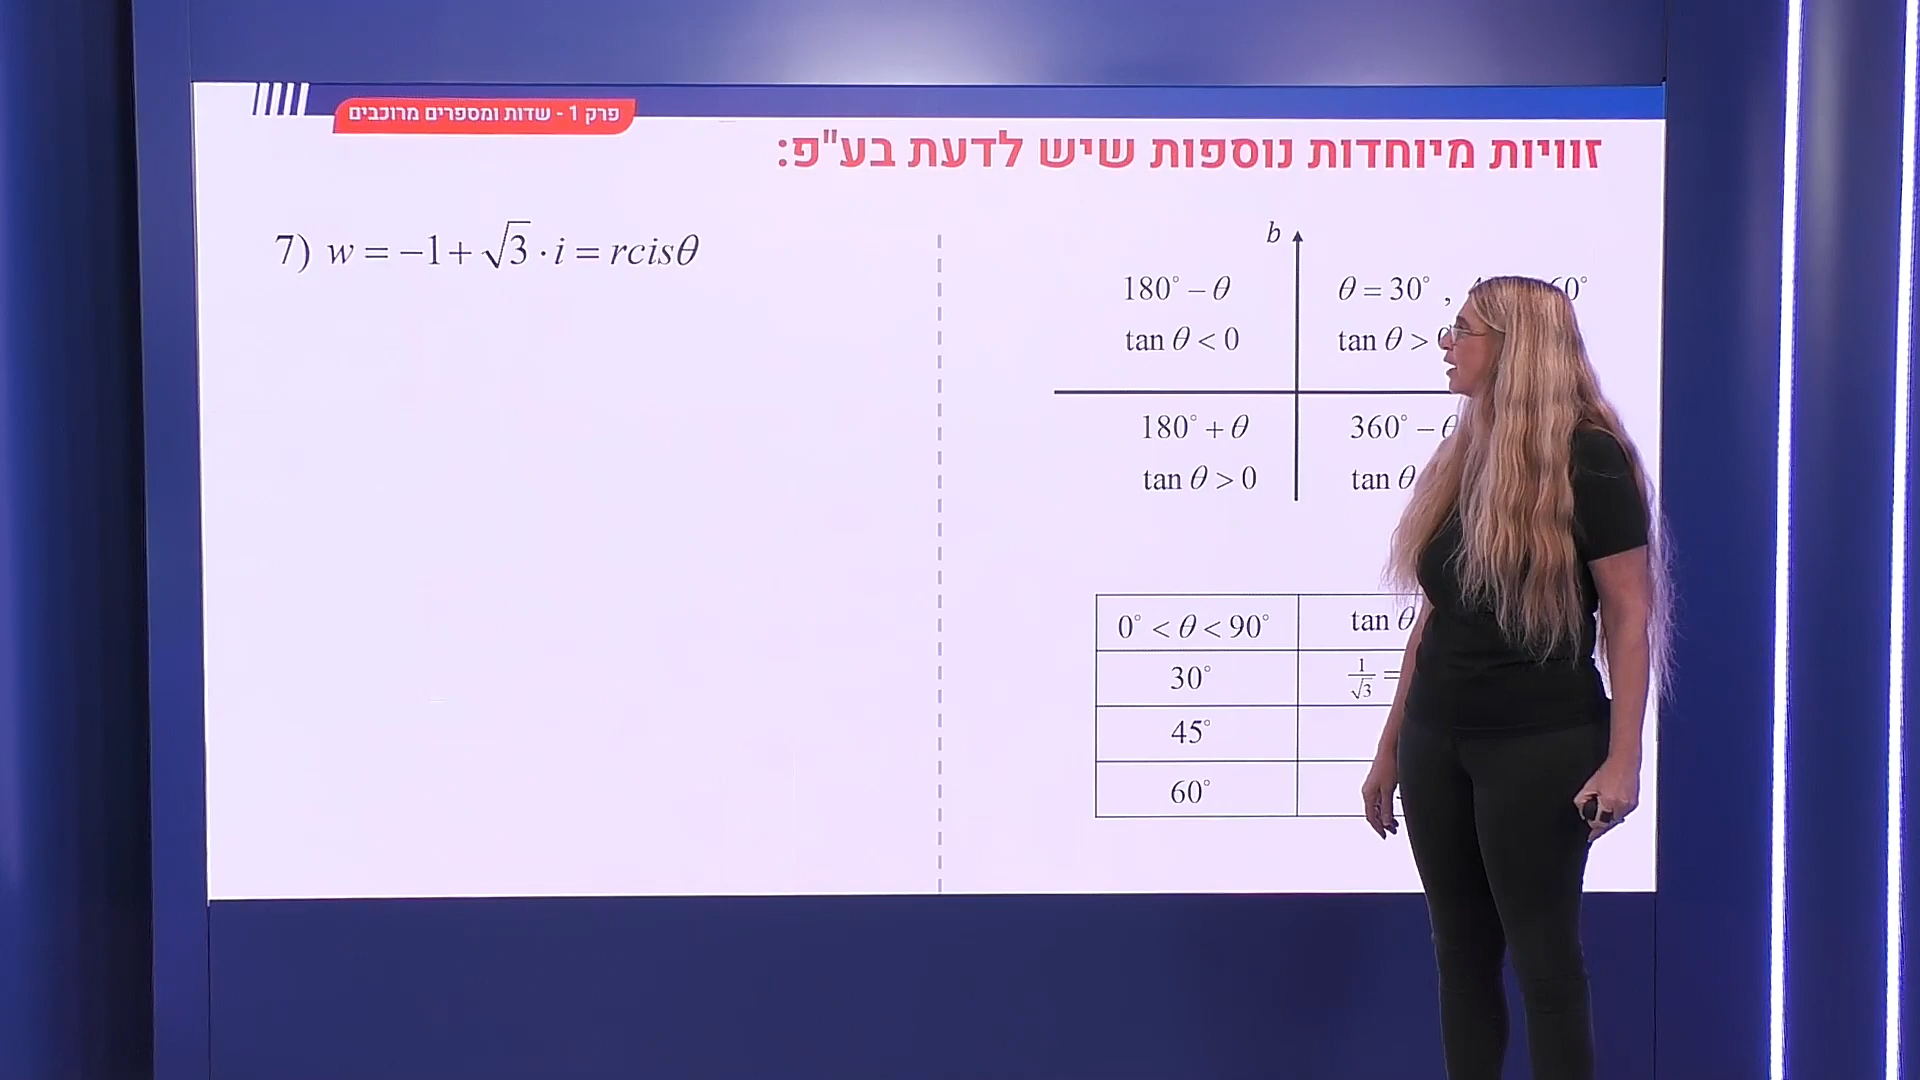 פרק 1 - שדות ומספרים מרוכבים
זוויות מיוחדות נוספות שיש לדעת בע"פ:
7) w = −1 + √3 · i = rcisθ
b
180° − θ
θ = 30° ,
tan θ < 0
tan θ >
180° + θ
360° −
tan θ > 0
tan θ
0° < θ < 90°
tan θ
30°
1/√3 =
45°
60°